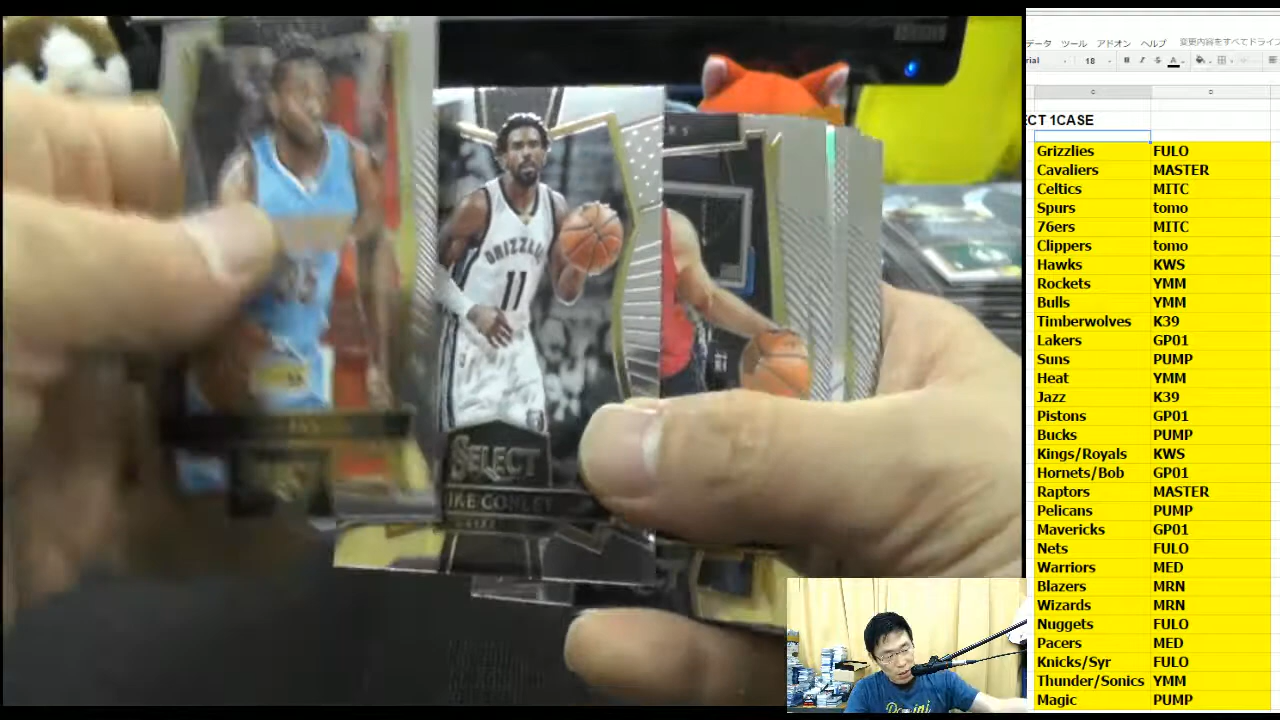 データ ツール アドオン ヘルプ 変更内容をすべてドライ
rial 18 B I S A
C D
CT 1CASE
Grizzlies FULO
Cavaliers MASTER
Celtics MITC
Spurs tomo
76ers MITC
Clippers tomo
Hawks KWS
Rockets YMM
Bulls YMM
Timberwolves K39
Lakers GP01
Suns PUMP
Heat YMM
Jazz K39
Pistons GP01
Bucks PUMP
Kings/Royals KWS
Hornets/Bob GP01
Raptors MASTER
Pelicans PUMP
Mavericks GP01
Nets FULO
Warriors MED
Blazers MRN
Wizards MRN
Nuggets FULO
Pacers MED
Knicks/Syr FULO
Thunder/Sonics YMM
Magic PUMP
GRIZZLIES
11
SELECT
IKE CONLEY
Panini